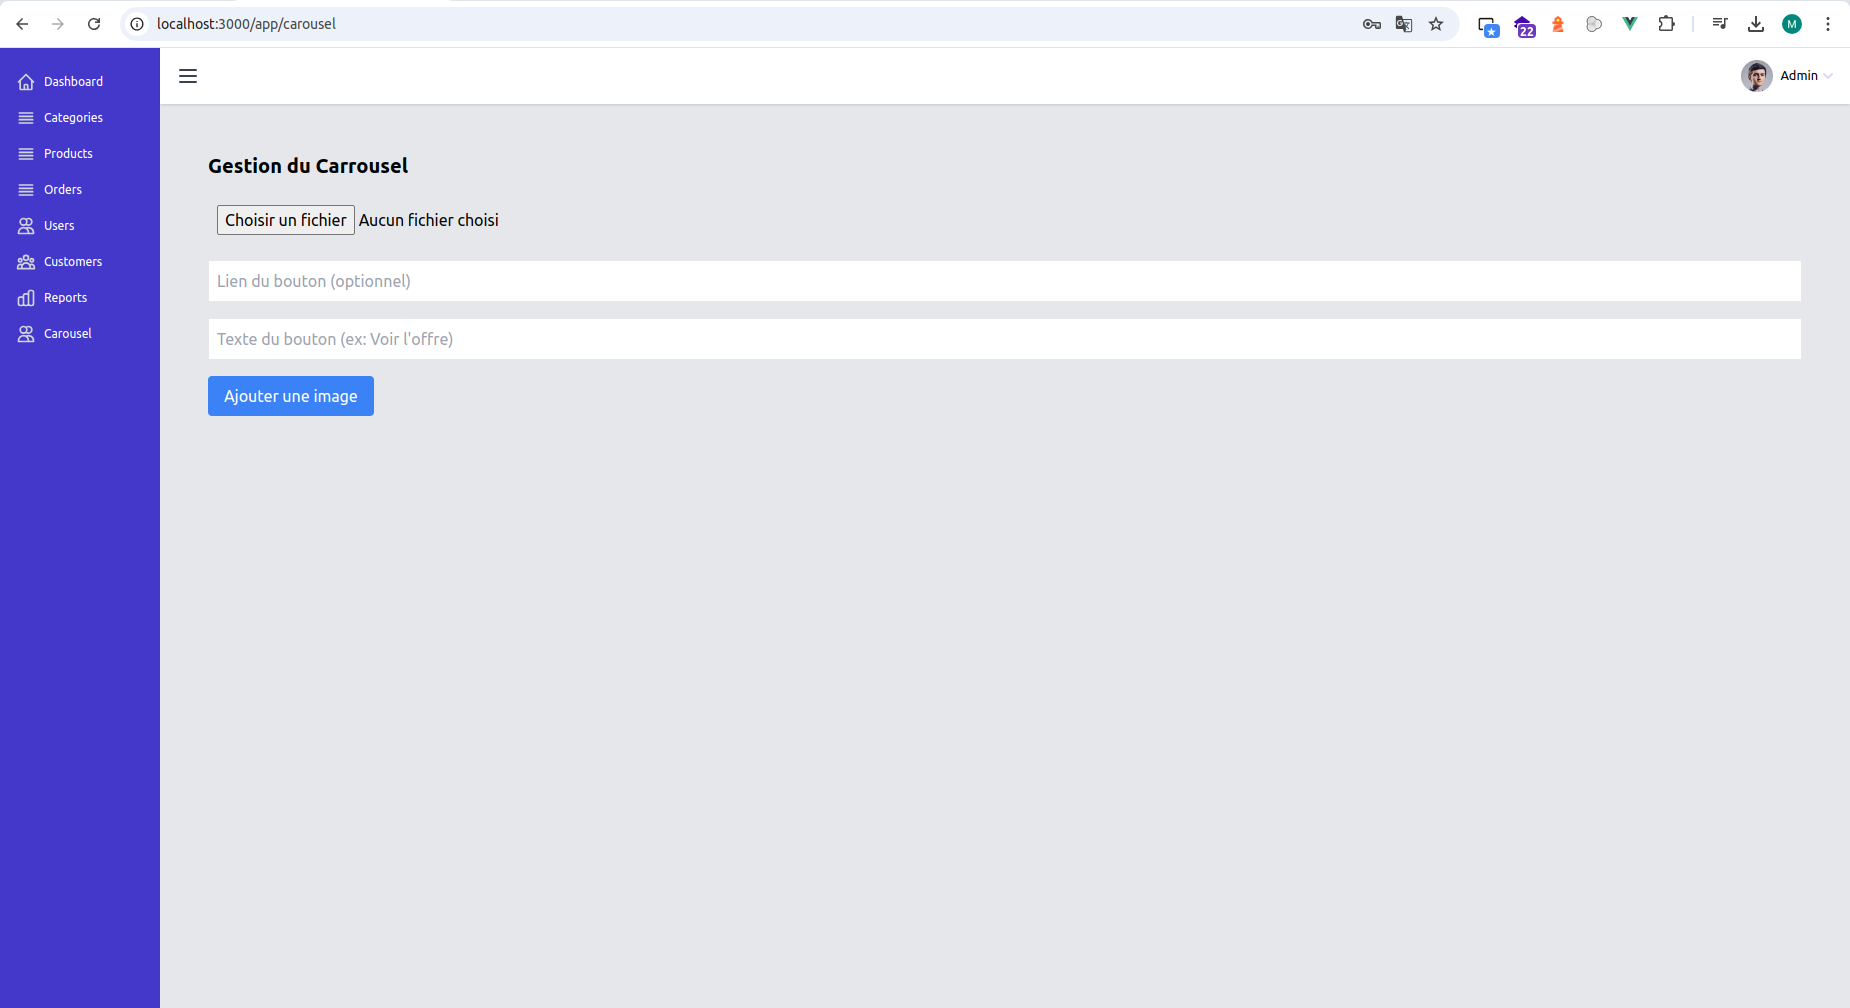 localhost:3000/app/carousel
22
M
Dashboard
Categories
Products
Orders
Users
Customers
Reports
Carousel
Admin
Gestion du Carrousel
Choisir un fichier Aucun fichier choisi
Lien du bouton (optionnel)
Texte du bouton (ex: Voir l'offre)
Ajouter une image